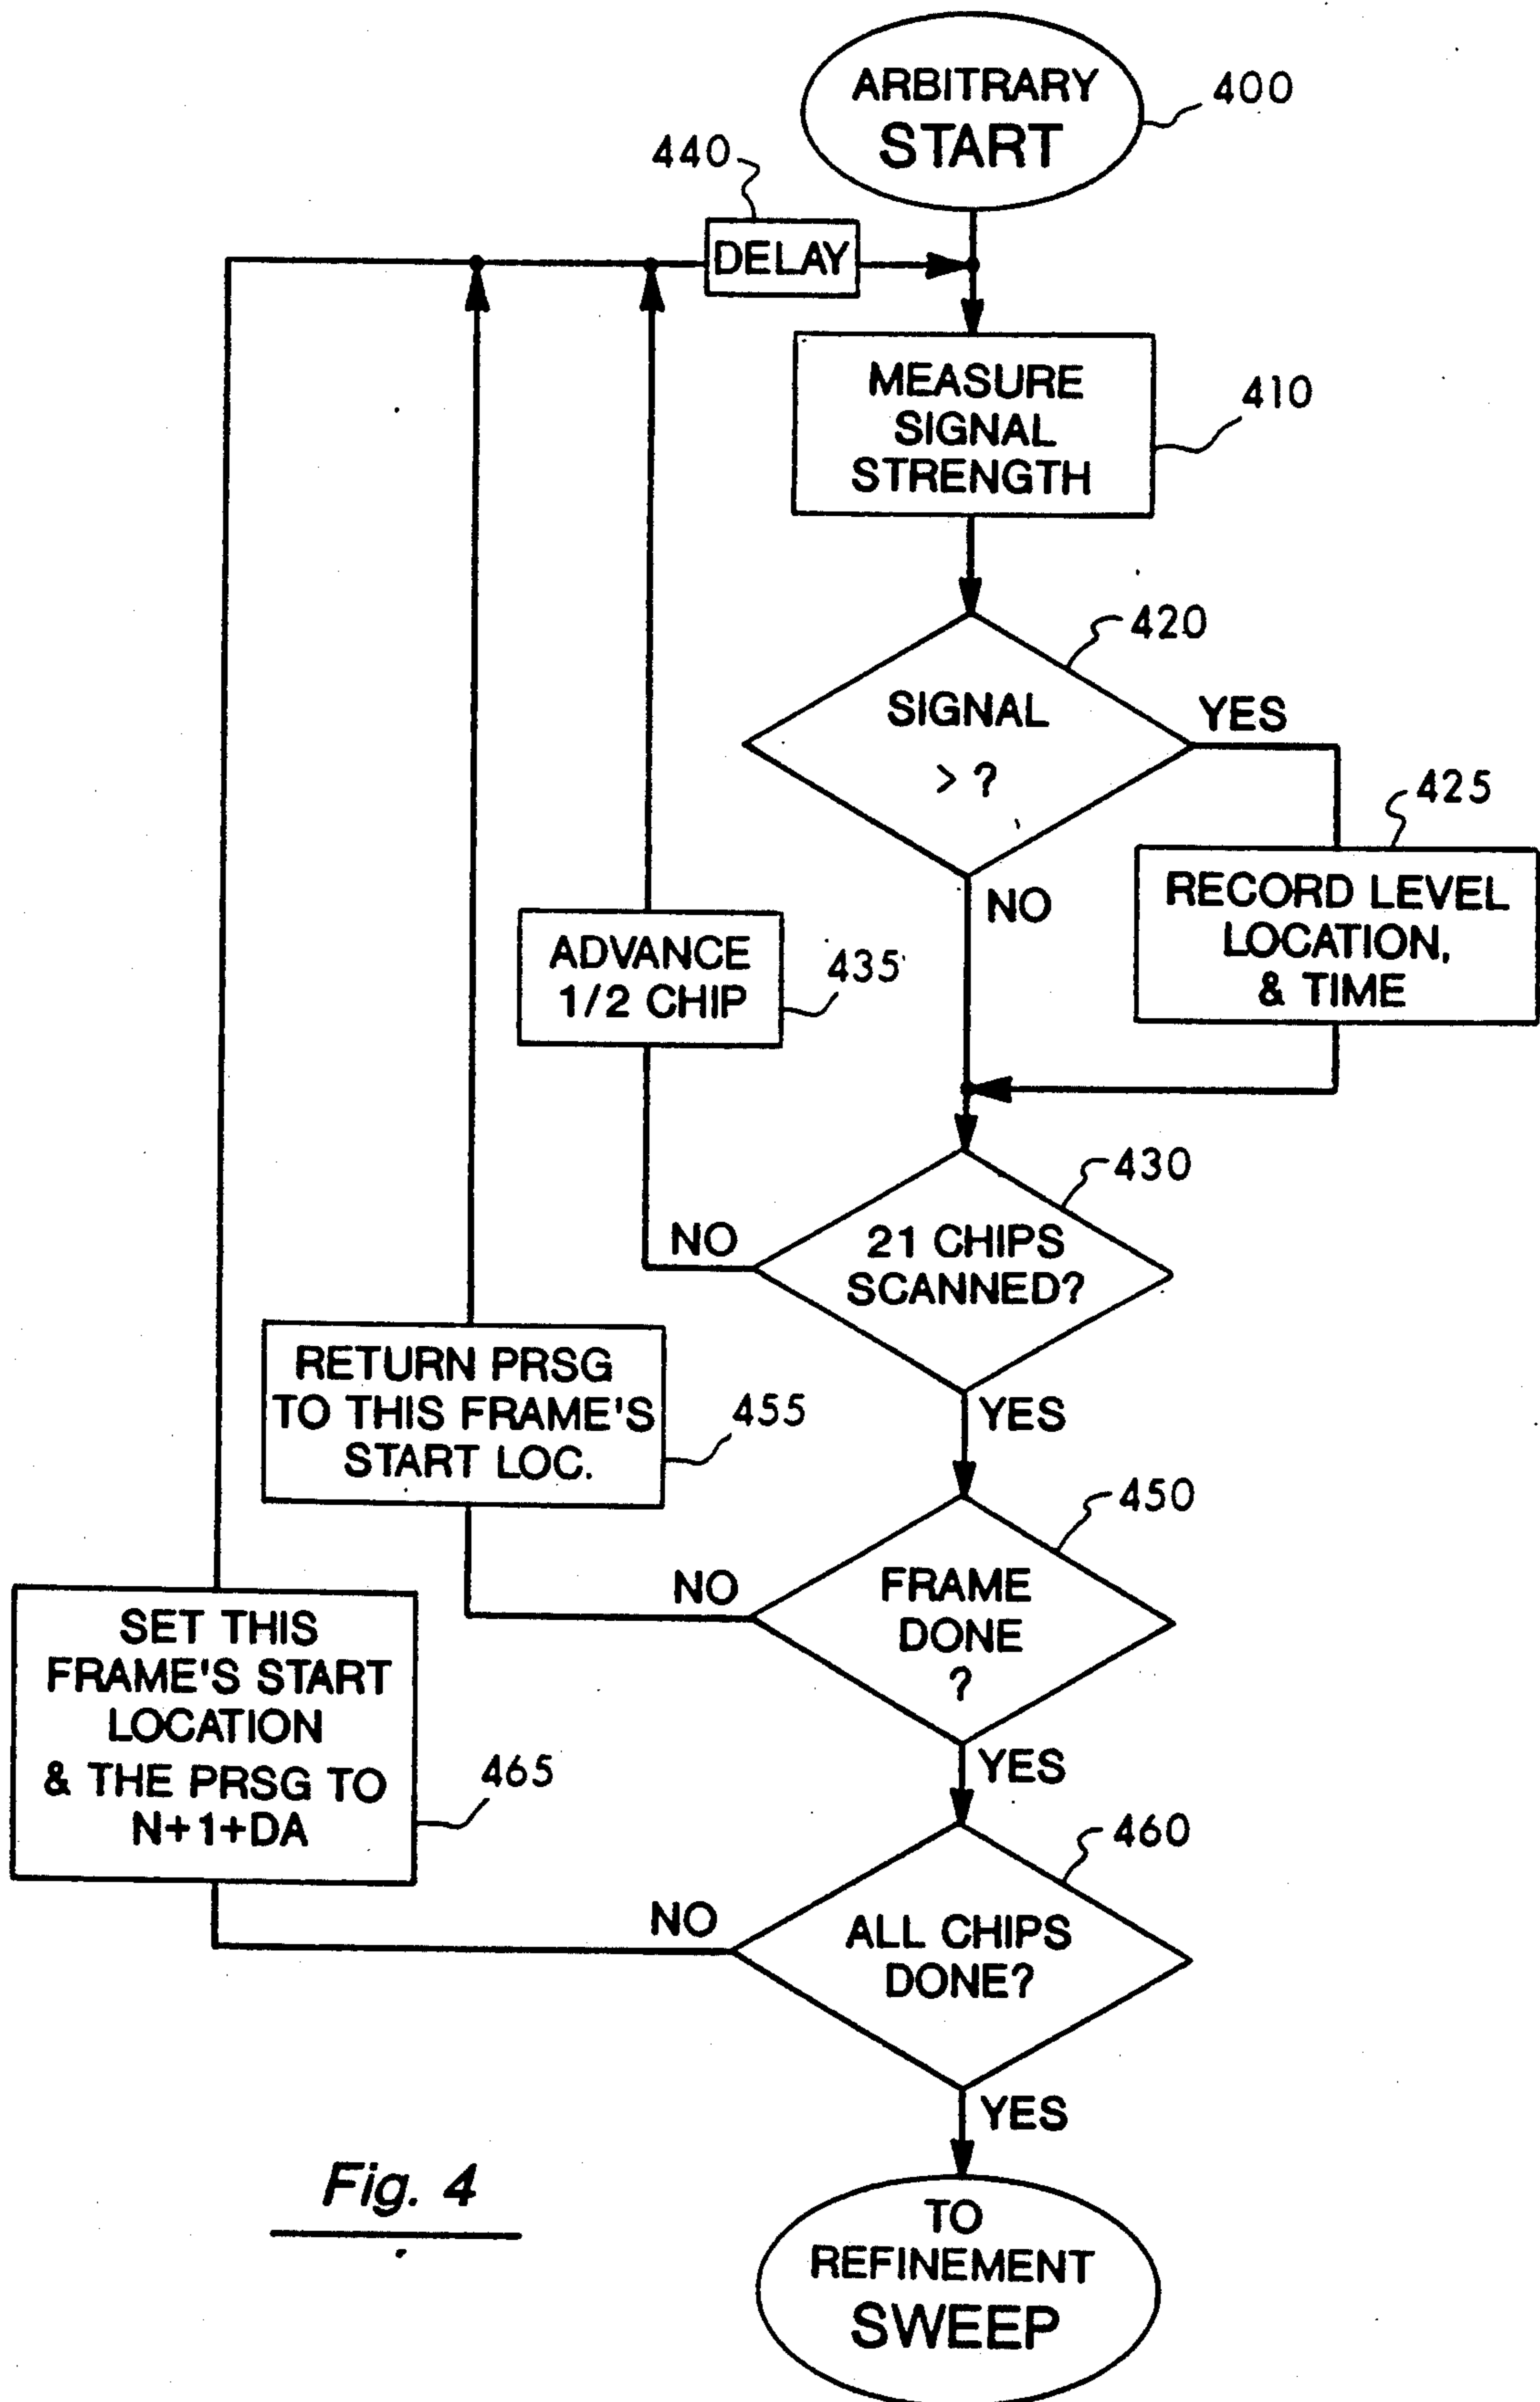 ARBITRARY
START
400
440
DELAY
MEASURE
SIGNAL
STRENGTH
410
420
SIGNAL
> ?
YES
NO
425
RECORD LEVEL
LOCATION,
& TIME
ADVANCE
1/2 CHIP
435
430
21 CHIPS
SCANNED?
NO
YES
RETURN PRSG
TO THIS FRAME'S
START LOC.
455
450
FRAME
DONE
?
NO
YES
SET THIS
FRAME'S START
LOCATION
& THE PRSG TO
N+1+DA
465
460
ALL CHIPS
DONE?
NO
YES
TO
REFINEMENT
SWEEP
Fig. 4